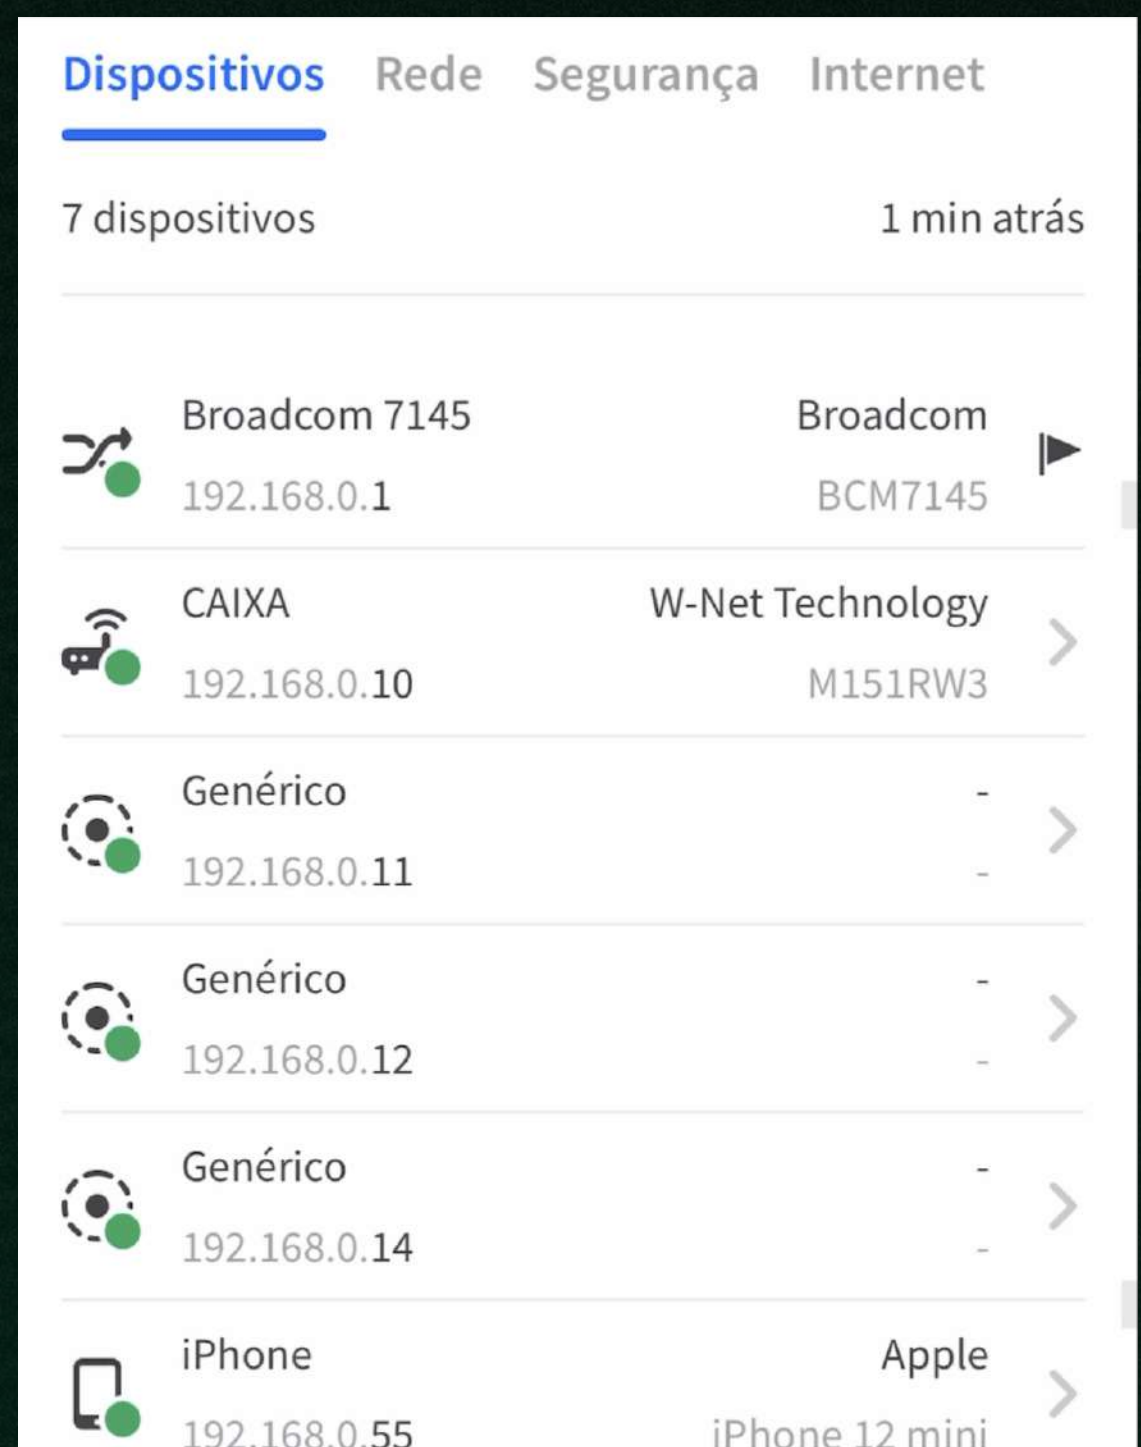 Dispositivos Rede Segurança Internet
7 dispositivos 1 min atrás
Broadcom 7145 Broadcom
192.168.0.1 BCM7145
CAIXA W-Net Technology
192.168.0.10 M151RW3
Genérico -
192.168.0.11 -
Genérico -
192.168.0.12 -
Genérico -
192.168.0.14 -
iPhone Apple
192.168.0.55 iPhone 12 mini